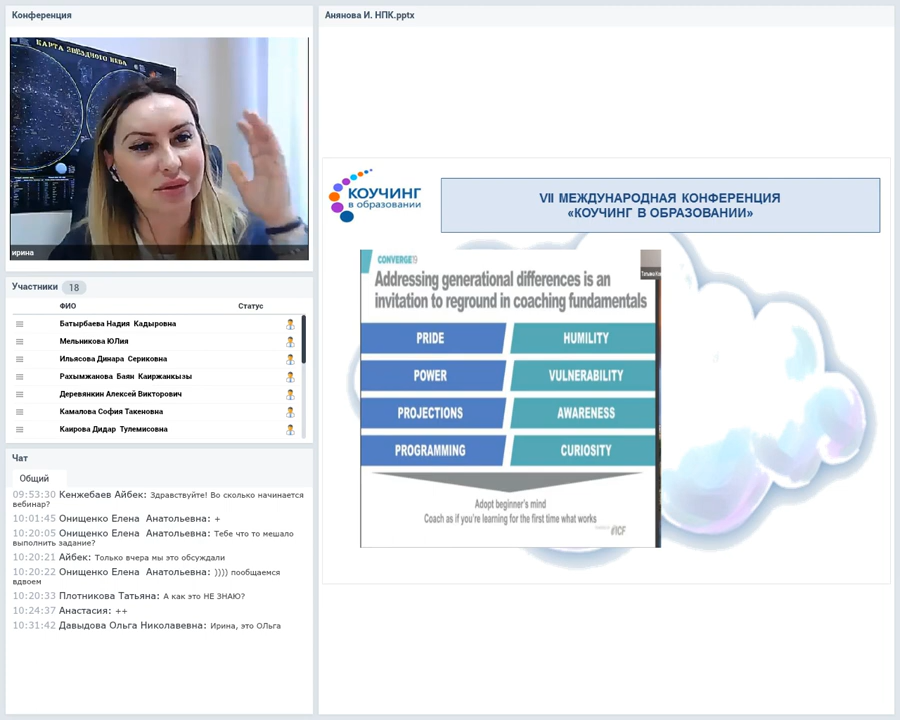 Конференция
КАРТА ЗВЁЗДНОГО НЕБА
ирина
Участники 18
ФИО Статус
Батырбаева Надия Кадыровна
Мельникова ЮЛия
Ильясова Динара Сериковна
Рахымжанова Баян Каиржанкызы
Деревянкин Алексей Викторович
Камалова София Такеновна
Каирова Дидар Тулемисовна
Чат
Общий
09:53:30 Кенжебаев Айбек: Здравствуйте! Во сколько начинается
вебинар?
10:01:45 Онищенко Елена Анатольевна: +
10:20:05 Онищенко Елена Анатольевна: Тебе что то мешало
выполнить задание?
10:20:21 Айбек: Только вчера мы это обсуждали
10:20:22 Онищенко Елена Анатольевна: )))) пообщаемся
вдвоем
10:20:33 Плотникова Татьяна: А как это НЕ ЗНАЮ?
10:24:37 Анастасия: ++
10:31:42 Давыдова Ольга Николаевна: Ирина, это ОЛьга
Анянова И. НПК.pptx
КОУЧИНГ
в образовании
VII МЕЖДУНАРОДНАЯ КОНФЕРЕНЦИЯ
«КОУЧИНГ В ОБРАЗОВАНИИ»
CONVERGE19
Addressing generational differences is an
invitation to reground in coaching fundamentals
PRIDE HUMILITY
POWER VULNERABILITY
PROJECTIONS AWARENESS
PROGRAMMING CURIOSITY
Adopt beginner's mind
Coach as if you're learning for the first time what works
ICF